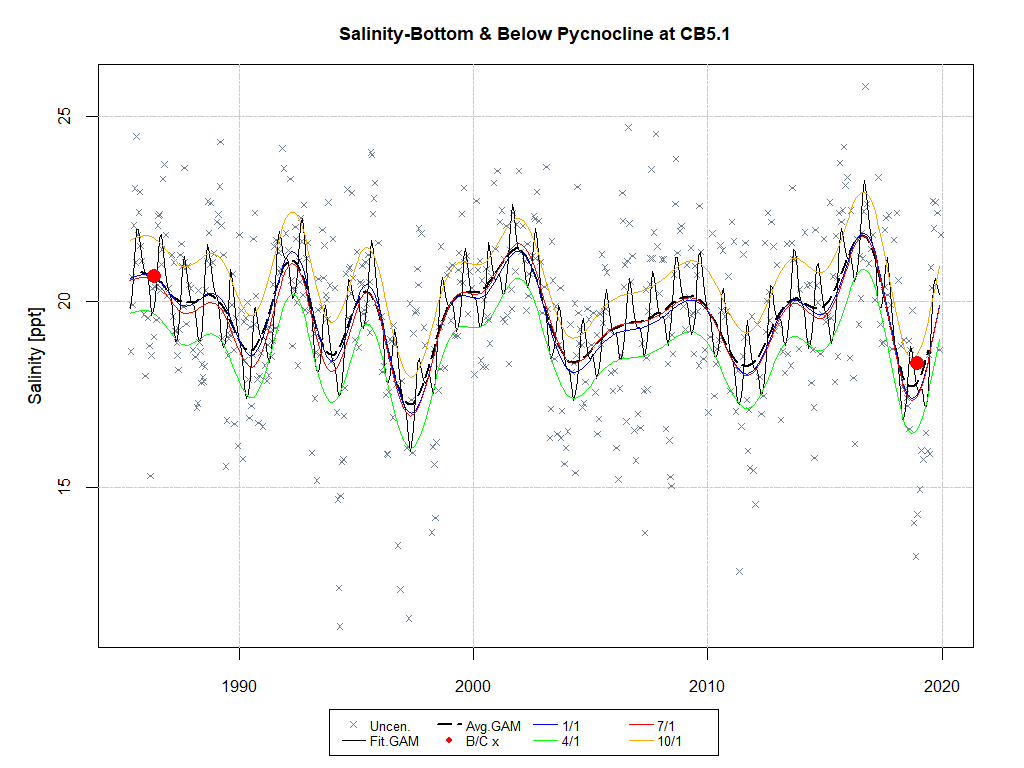 Salinity-Bottom & Below Pycnocline at CB5.1
Salinity [ppt]
25
20
15
1990 2000 2010 2020
Uncen. Avg.GAM 1/1 7/1
Fit.GAM B/C x 4/1 10/1